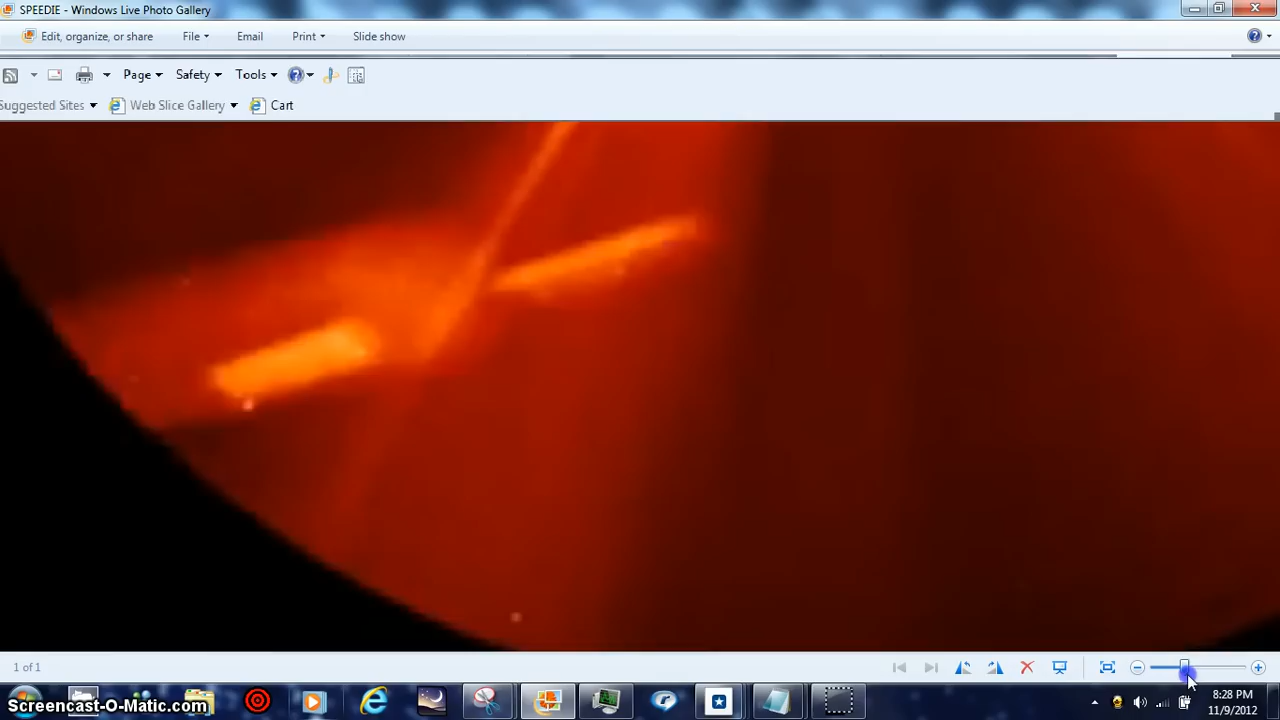 SPEEDIE - Windows Live Photo Gallery
Edit, organize, or share File Email Print Slide show
Page Safety Tools
Suggested Sites Web Slice Gallery Cart
1 of 1
8:28 PM
Screencast-O-Matic.com 11/9/2012